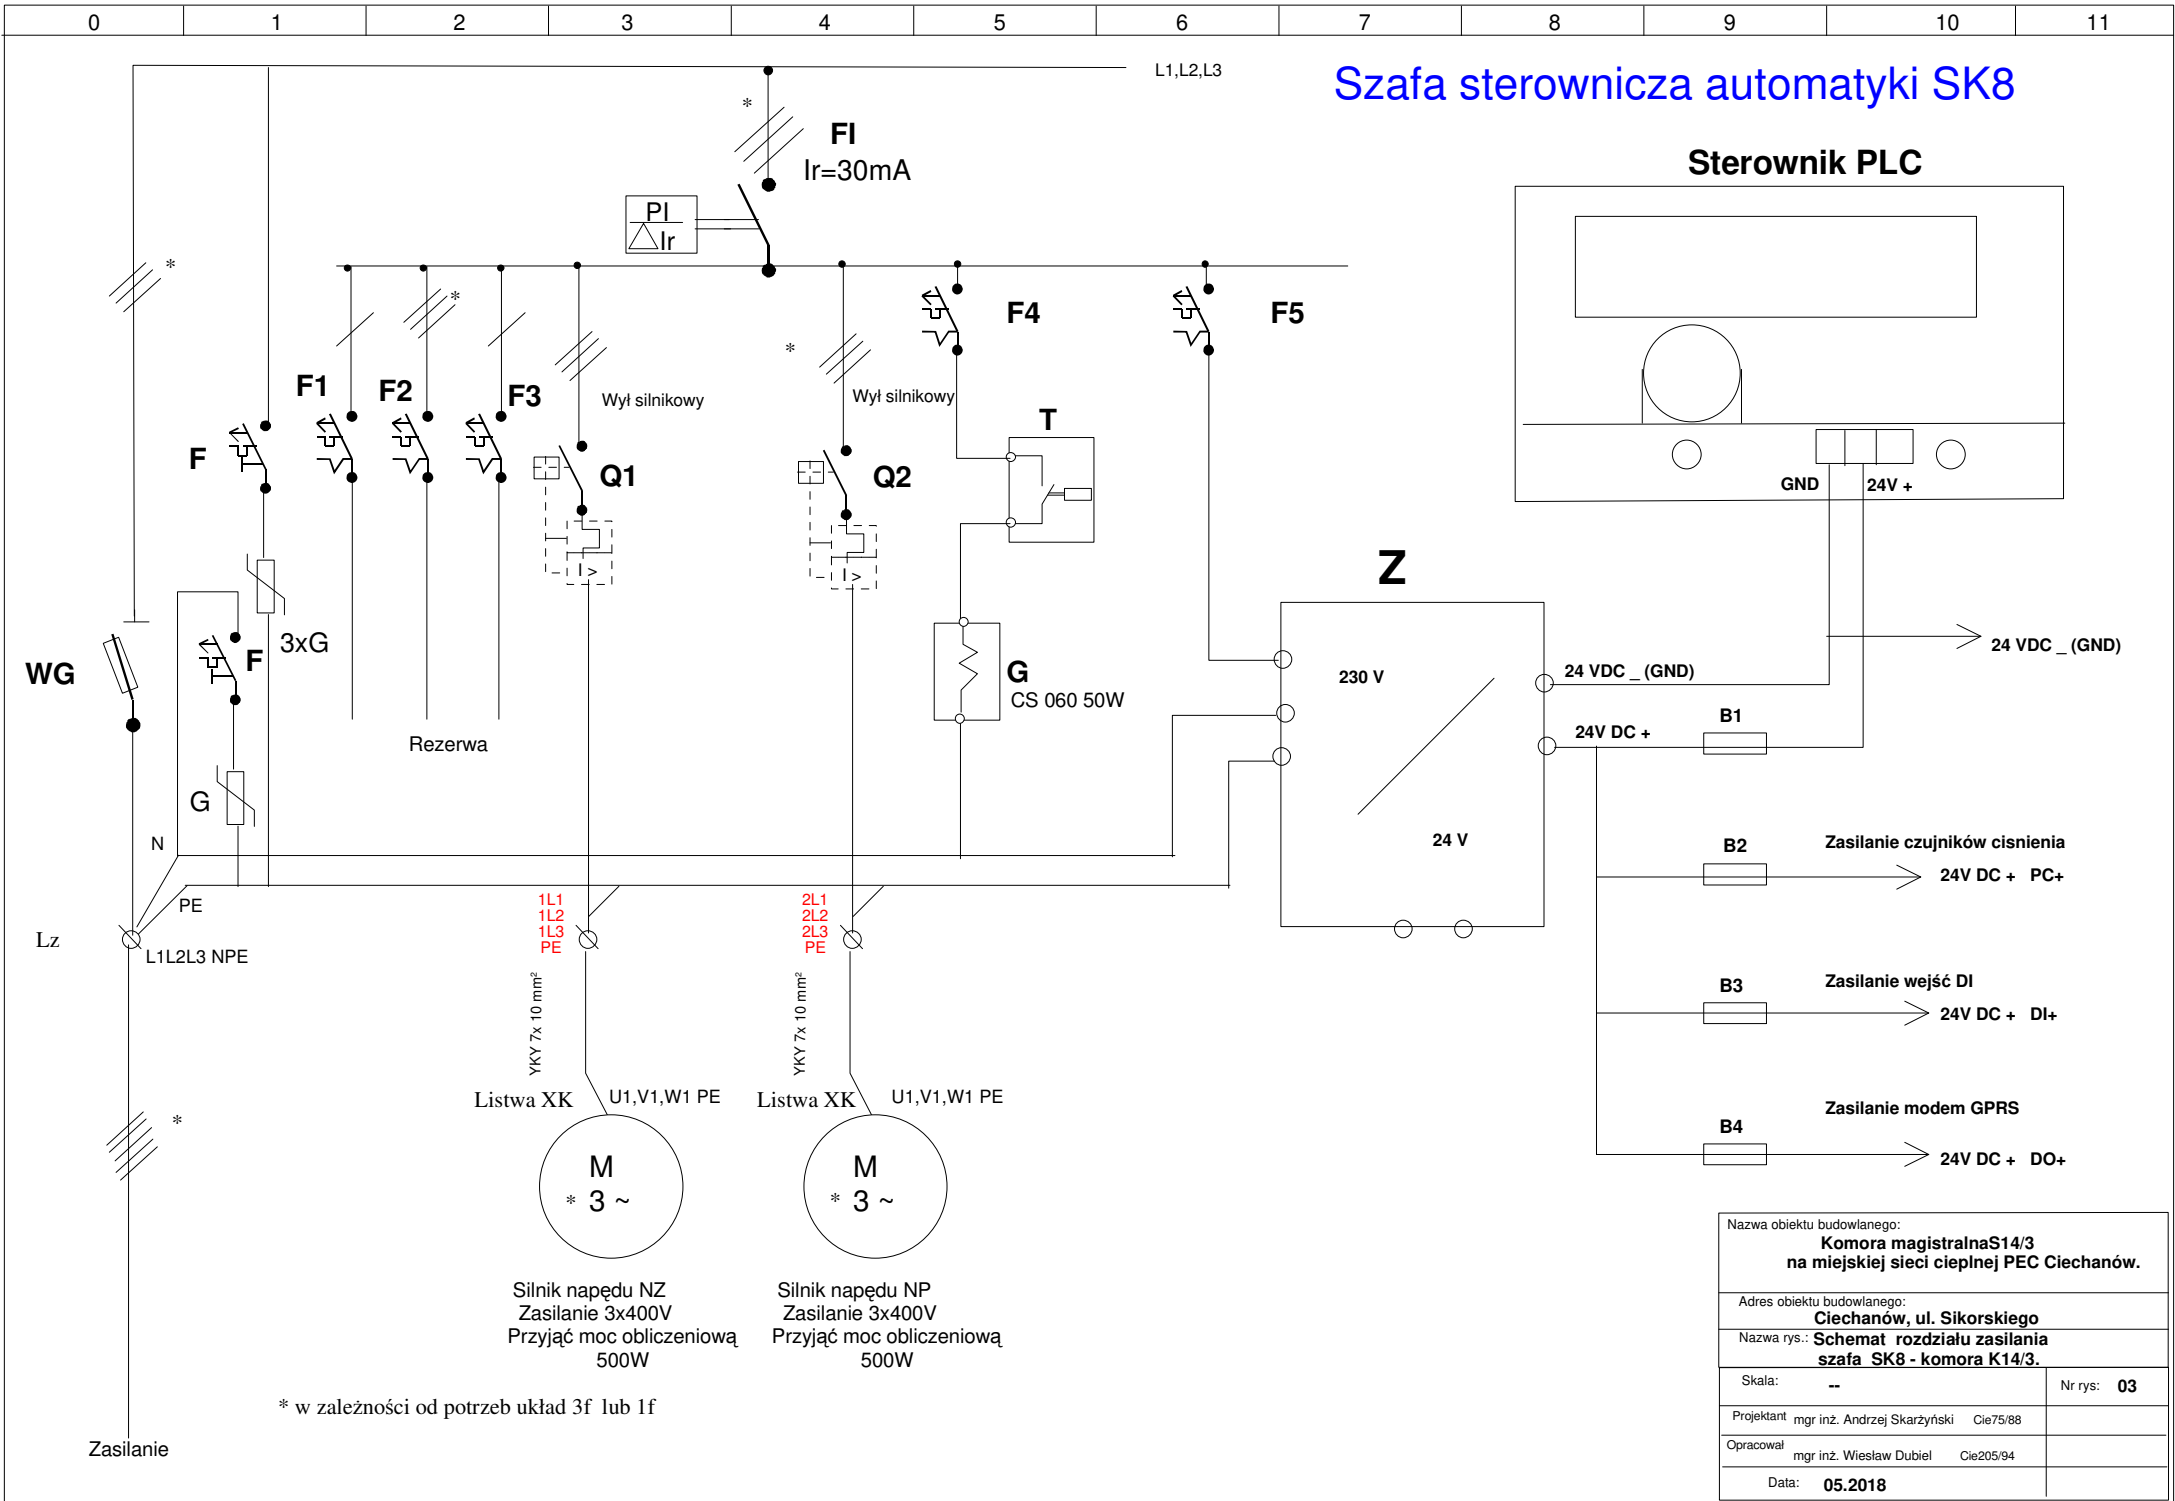 0 1 2 3 4 5 6 7 8 9 10 11
L1,L2,L3
Szafa sterownicza automatyki SK8
*
FI
Ir=30mA
Sterownik PLC
PI
Ir
*
*
F4
F5
*
F1
F2
F3
Wył silnikowy
Wył silnikowy
T
F
Q1
Q2
GND
24V +
I >
I >
Z
3xG
F
WG
G
CS 060 50W
230 V
24 VDC _ (GND)
24 VDC _ (GND)
B1
24V DC +
Rezerwa
G
N
24 V
B2
Zasilanie czujników cisnienia
24V DC + PC+
PE
1L1
1L2
1L3
PE
2L1
2L2
2L3
PE
Lz
L1L2L3 NPE
YKY 7x 10 mm²
YKY 7x 10 mm²
B3
Zasilanie wejść DI
24V DC + DI+
Listwa XK
U1,V1,W1 PE
Listwa XK
U1,V1,W1 PE
*
B4
Zasilanie modem GPRS
24V DC + DO+
M
* 3 ~
M
* 3 ~
Silnik napędu NZ
Zasilanie 3x400V
Przyjąć moc obliczeniową
500W
Silnik napędu NP
Zasilanie 3x400V
Przyjąć moc obliczeniową
500W
* w zależności od potrzeb układ 3f lub 1f
Zasilanie
Nazwa obiektu budowlanego:
Komora magistralnaS14/3
na miejskiej sieci cieplnej PEC Ciechanów.
Adres obiektu budowlanego:
Ciechanów, ul. Sikorskiego
Nazwa rys.: Schemat rozdziału zasilania
szafa SK8 - komora K14/3.
Skala: --
Nr rys: 03
Projektant mgr inż. Andrzej Skarżyński Cie75/88
Opracował mgr inż. Wiesław Dubiel Cie205/94
Data: 05.2018